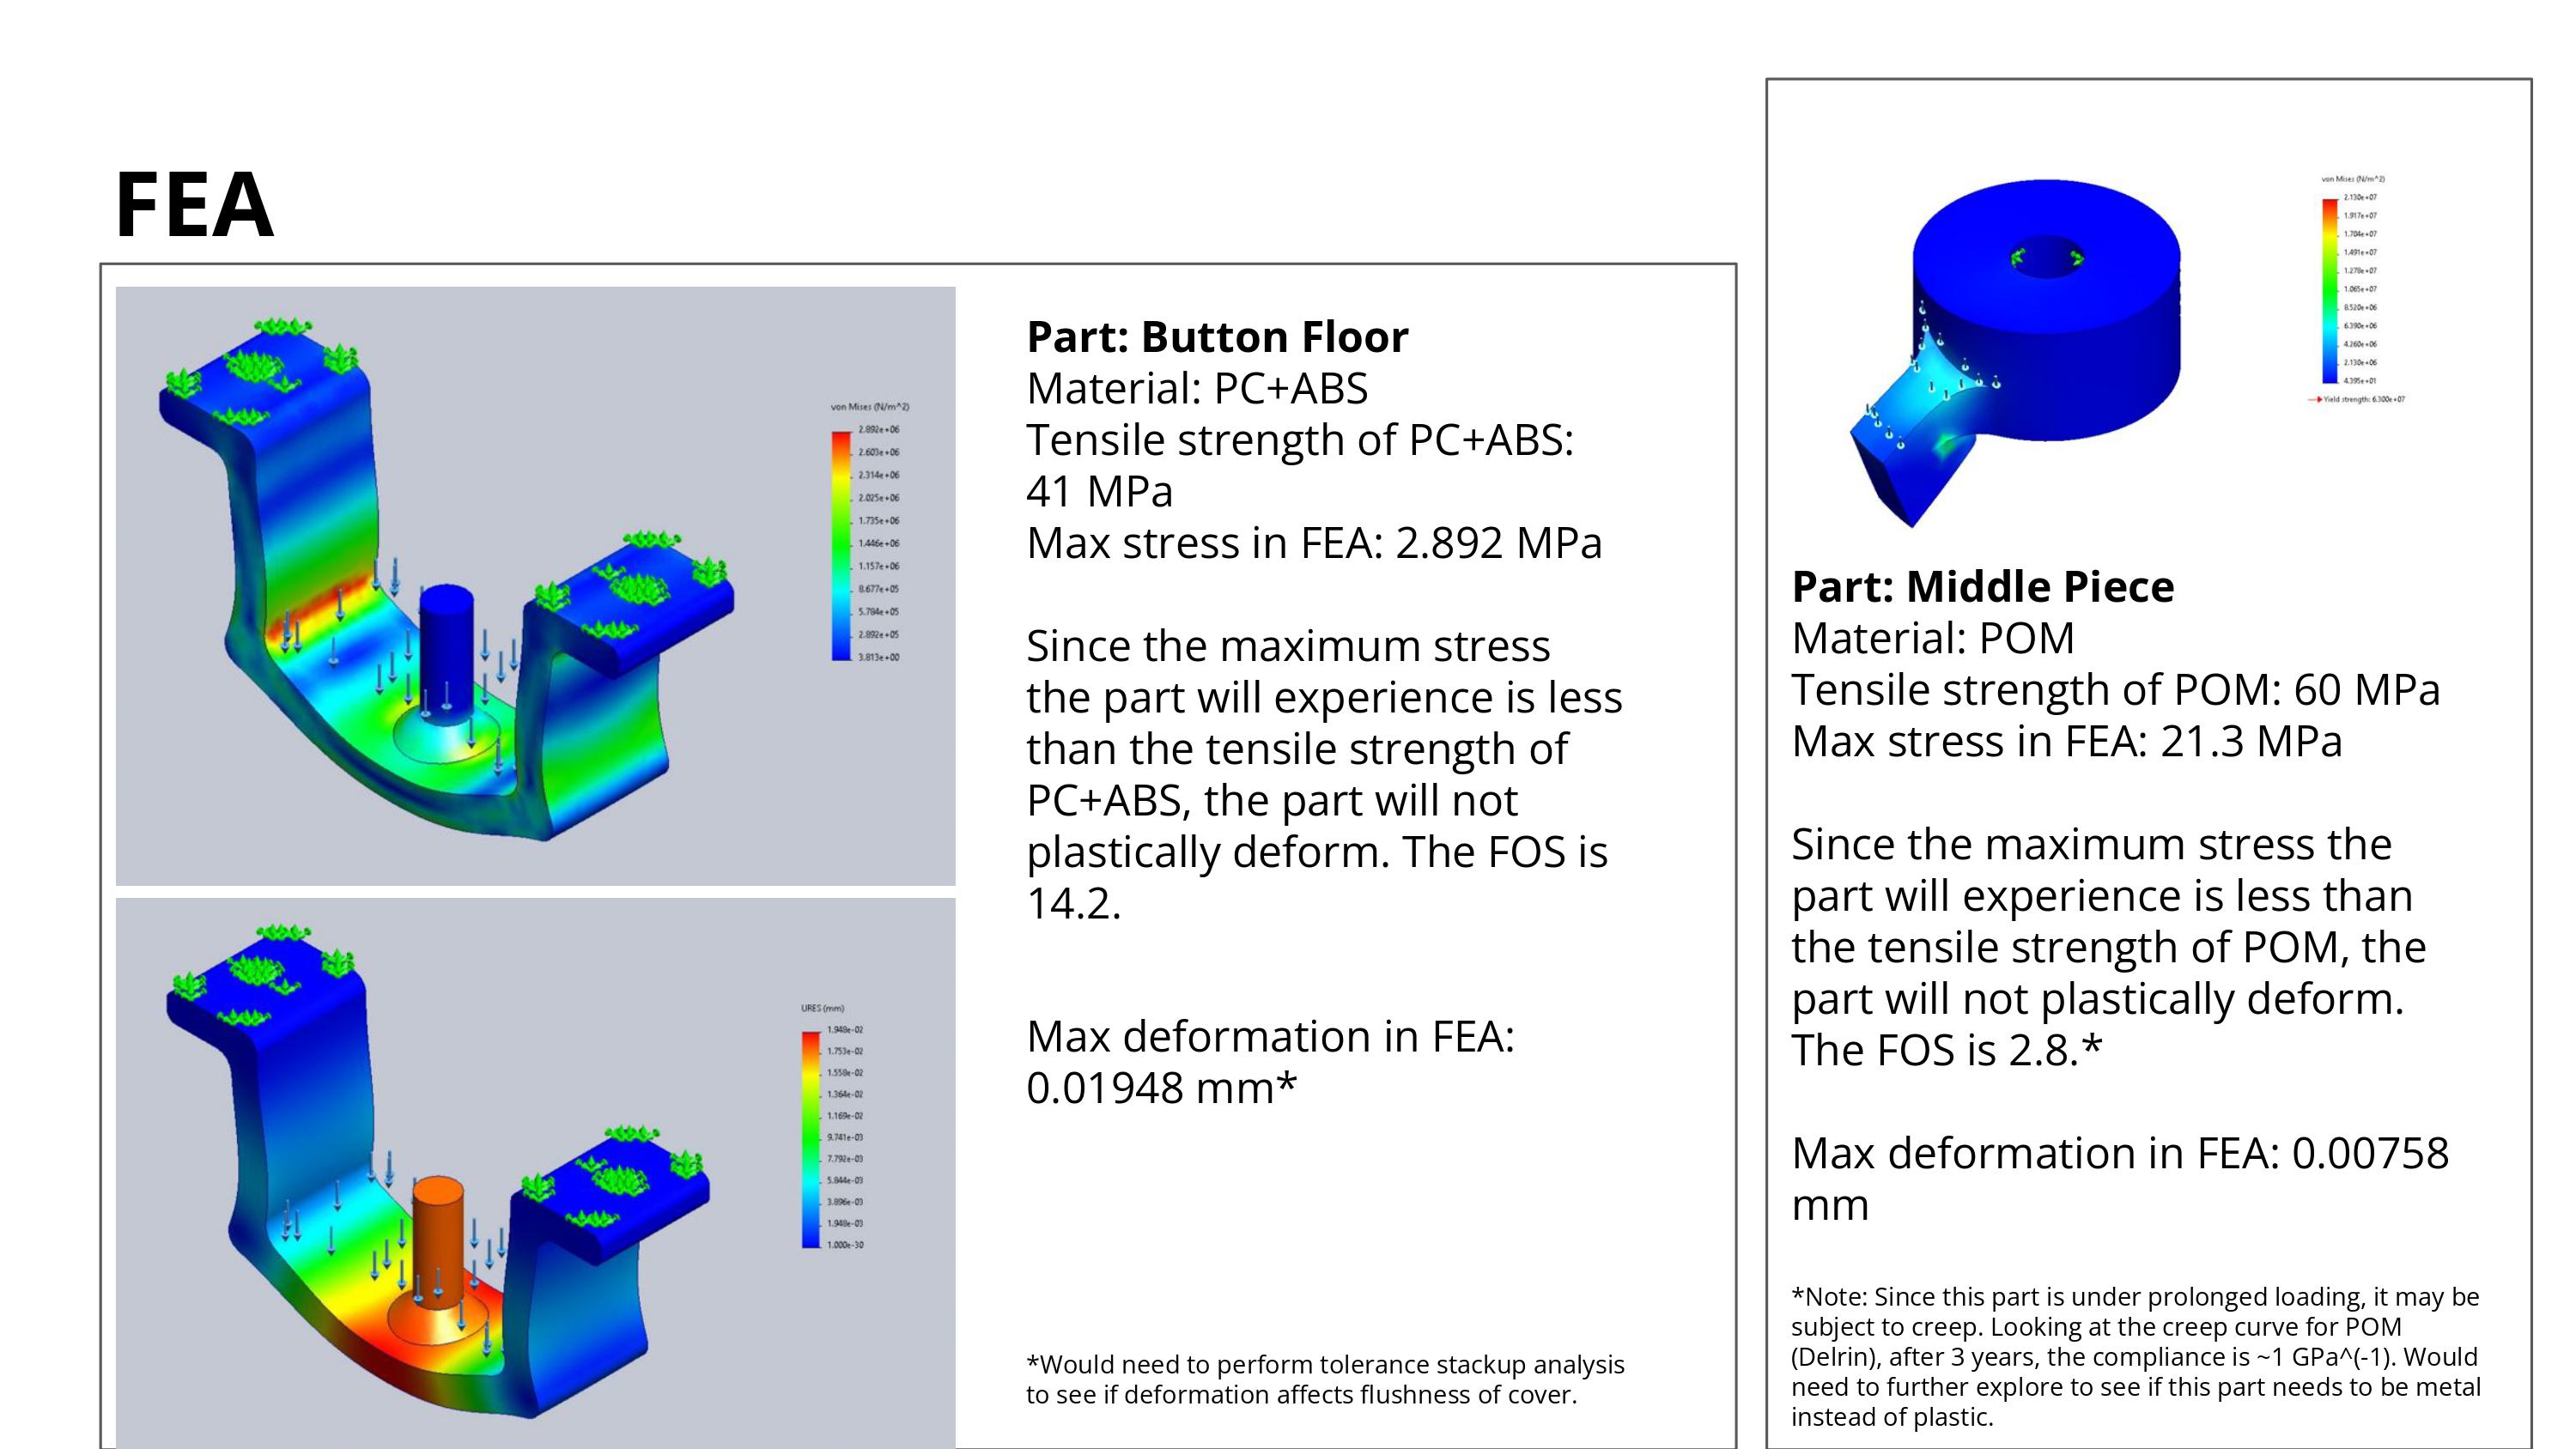 FEA
von Mises (N/m^2)
2.892e+06
2.603e+06
2.314e+06
2.025e+06
1.735e+06
1.446e+06
1.157e+06
8.677e+05
5.784e+05
2.892e+05
3.813e+00
URES (mm)
1.948e-02
1.753e-02
1.558e-02
1.364e-02
1.169e-02
9.741e-03
7.792e-03
5.844e-03
3.896e-03
1.948e-03
1.000e-30
Part: Button Floor
Material: PC+ABS
Tensile strength of PC+ABS:
41 MPa
Max stress in FEA: 2.892 MPa
Since the maximum stress
the part will experience is less
than the tensile strength of
PC+ABS, the part will not
plastically deform. The FOS is
14.2.
Max deformation in FEA:
0.01948 mm*
*Would need to perform tolerance stackup analysis
to see if deformation affects flushness of cover.
von Mises (N/m^2)
2.130e+07
1.917e+07
1.704e+07
1.491e+07
1.278e+07
1.065e+07
8.520e+06
6.390e+06
4.260e+06
2.130e+06
4.395e+01
Yield strength: 6.300e+07
Part: Middle Piece
Material: POM
Tensile strength of POM: 60 MPa
Max stress in FEA: 21.3 MPa
Since the maximum stress the
part will experience is less than
the tensile strength of POM, the
part will not plastically deform.
The FOS is 2.8.*
Max deformation in FEA: 0.00758
mm
*Note: Since this part is under prolonged loading, it may be
subject to creep. Looking at the creep curve for POM
(Delrin), after 3 years, the compliance is ~1 GPa^(-1). Would
need to further explore to see if this part needs to be metal
instead of plastic.